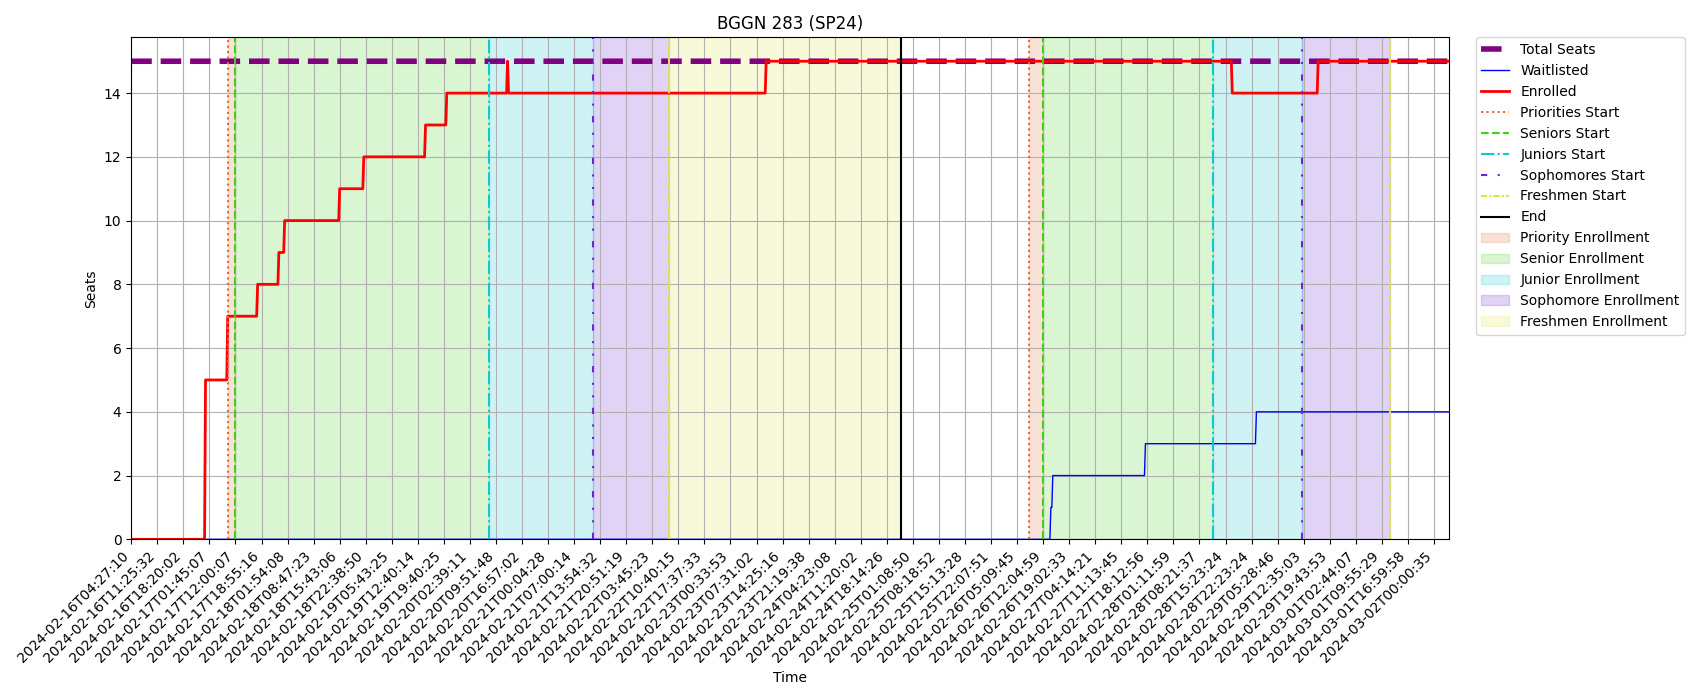 BGGN 283 (SP24)
Seats
14
12
10
8
6
4
2
0
2024-02-16T04:27:10
2024-02-16T11:25:32
2024-02-16T18:20:02
2024-02-17T01:45:07
2024-02-17T12:00:07
2024-02-17T18:55:16
2024-02-18T01:54:08
2024-02-18T08:47:23
2024-02-18T15:43:06
2024-02-18T22:38:50
2024-02-19T05:43:25
2024-02-19T12:40:14
2024-02-19T19:40:25
2024-02-20T02:39:11
2024-02-20T09:51:48
2024-02-20T16:57:02
2024-02-21T00:04:28
2024-02-21T07:00:14
2024-02-21T13:54:32
2024-02-21T20:51:19
2024-02-22T03:45:23
2024-02-22T10:40:15
2024-02-22T17:37:33
2024-02-23T00:33:53
2024-02-23T07:31:02
2024-02-23T14:25:16
2024-02-23T21:19:38
2024-02-24T04:23:08
2024-02-24T11:20:02
2024-02-24T18:14:26
2024-02-25T01:08:50
2024-02-25T08:18:52
2024-02-25T15:13:28
2024-02-25T22:07:51
2024-02-26T05:09:45
2024-02-26T12:04:59
2024-02-26T19:02:33
2024-02-27T04:14:21
2024-02-27T11:13:45
2024-02-27T18:12:56
2024-02-28T01:11:59
2024-02-28T08:21:37
2024-02-28T15:23:24
2024-02-28T22:23:24
2024-02-29T05:28:46
2024-02-29T12:35:03
2024-02-29T19:43:53
2024-03-01T02:44:07
2024-03-01T09:55:29
2024-03-01T16:59:58
2024-03-02T00:00:35
Time
Total Seats
Waitlisted
Enrolled
Priorities Start
Seniors Start
Juniors Start
Sophomores Start
Freshmen Start
End
Priority Enrollment
Senior Enrollment
Junior Enrollment
Sophomore Enrollment
Freshmen Enrollment